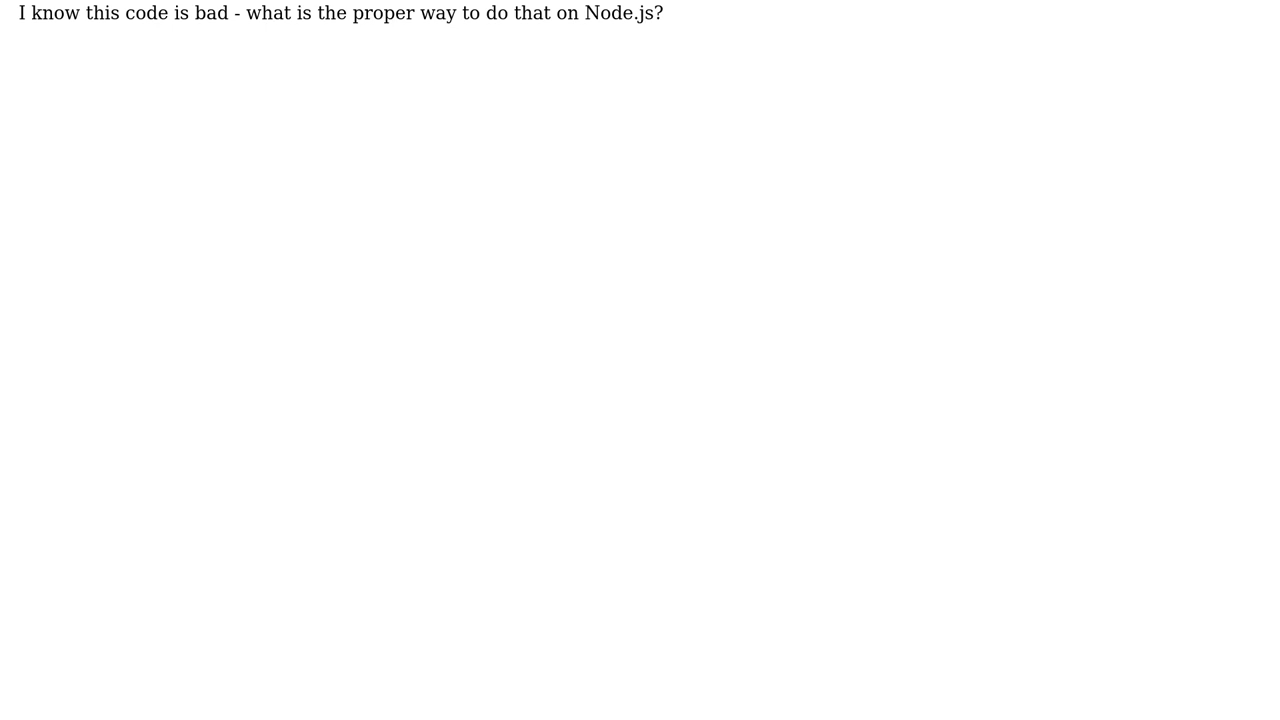 I know this code is bad - what is the proper way to do that on Node.js?